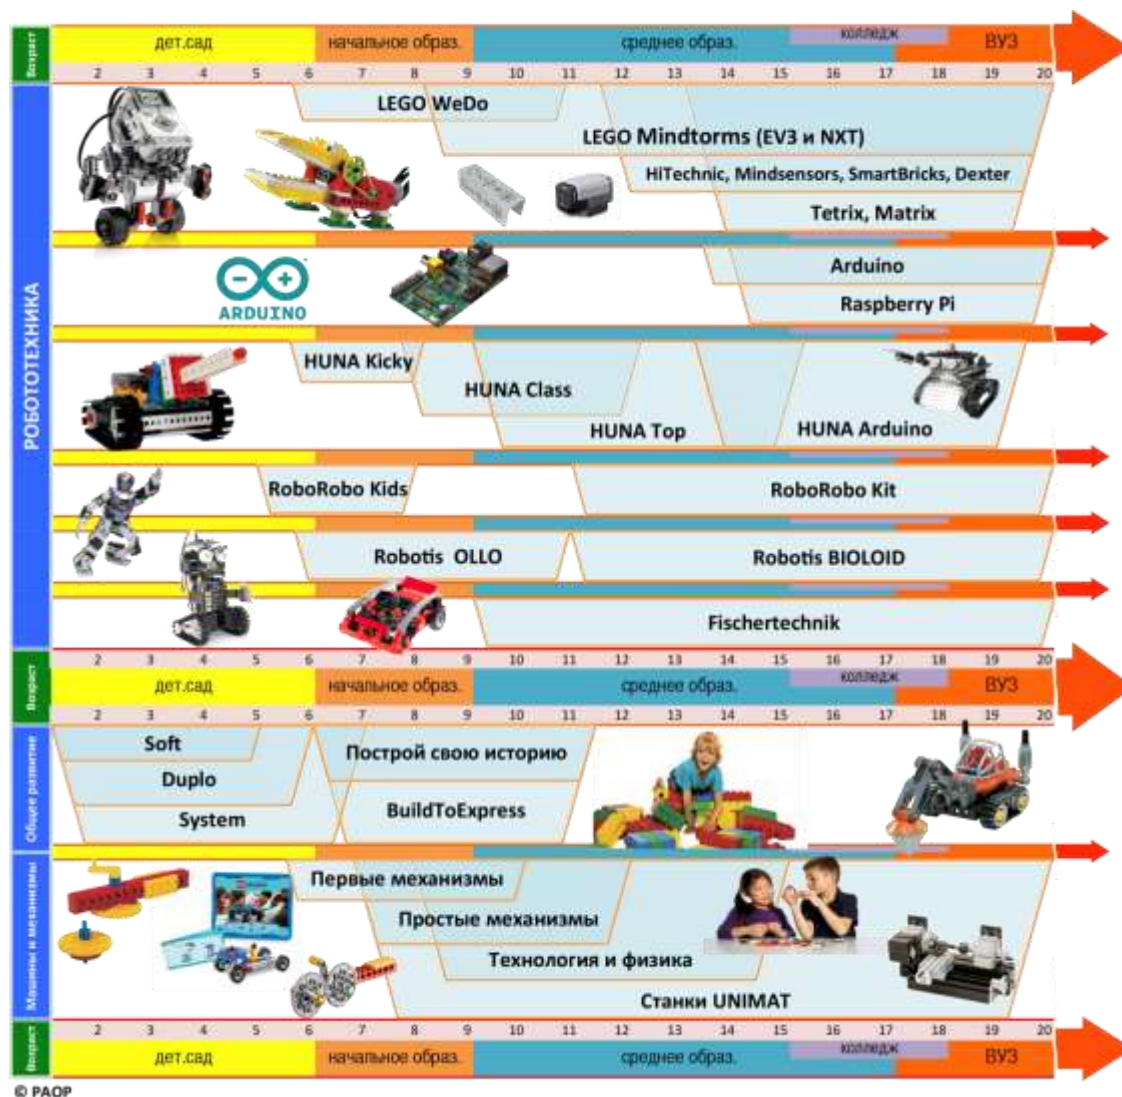 Возраст
дет.сад начальное образ. среднее образ. колледж ВУЗ
2 3 4 5 6 7 8 9 10 11 12 13 14 15 16 17 18 19 20
РОБОТОТЕХНИКА
LEGO WeDo
LEGO Mindtorms (EV3 и NXT)
HiTechnic, Mindsensors, SmartBricks, Dexter
Tetrix, Matrix
ARDUINO
Arduino
Raspberry Pi
HUNA Kicky
HUNA Class
HUNA Top
HUNA Arduino
RoboRobo Kids
RoboRobo Kit
Robotis OLLO
Robotis BIOLOID
Fischertechnik
2 3 4 5 6 7 8 9 10 11 12 13 14 15 16 17 18 19 20
Возраст
дет.сад начальное образ. среднее образ. колледж ВУЗ
2 3 4 5 6 7 8 9 10 11 12 13 14 15 16 17 18 19 20
Общее развитие
Soft
Duplo
System
Построй свою историю
BuildToExpress
Машины и механизмы
Первые механизмы
Простые механизмы
Технология и физика
Станки UNIMAT
2 3 4 5 6 7 8 9 10 11 12 13 14 15 16 17 18 19 20
Возраст
дет.сад начальное образ. среднее образ. колледж ВУЗ
© РАОР